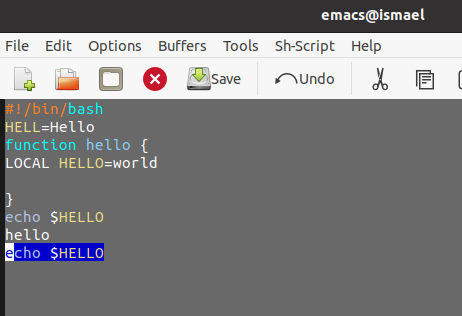 emacs@ismael
File Edit Options Buffers Tools Sh-Script Help
Save Undo
#!/bin/bash
HELL=Hello
function hello {
LOCAL HELLO=world
}
echo $HELLO
hello
echo $HELLO